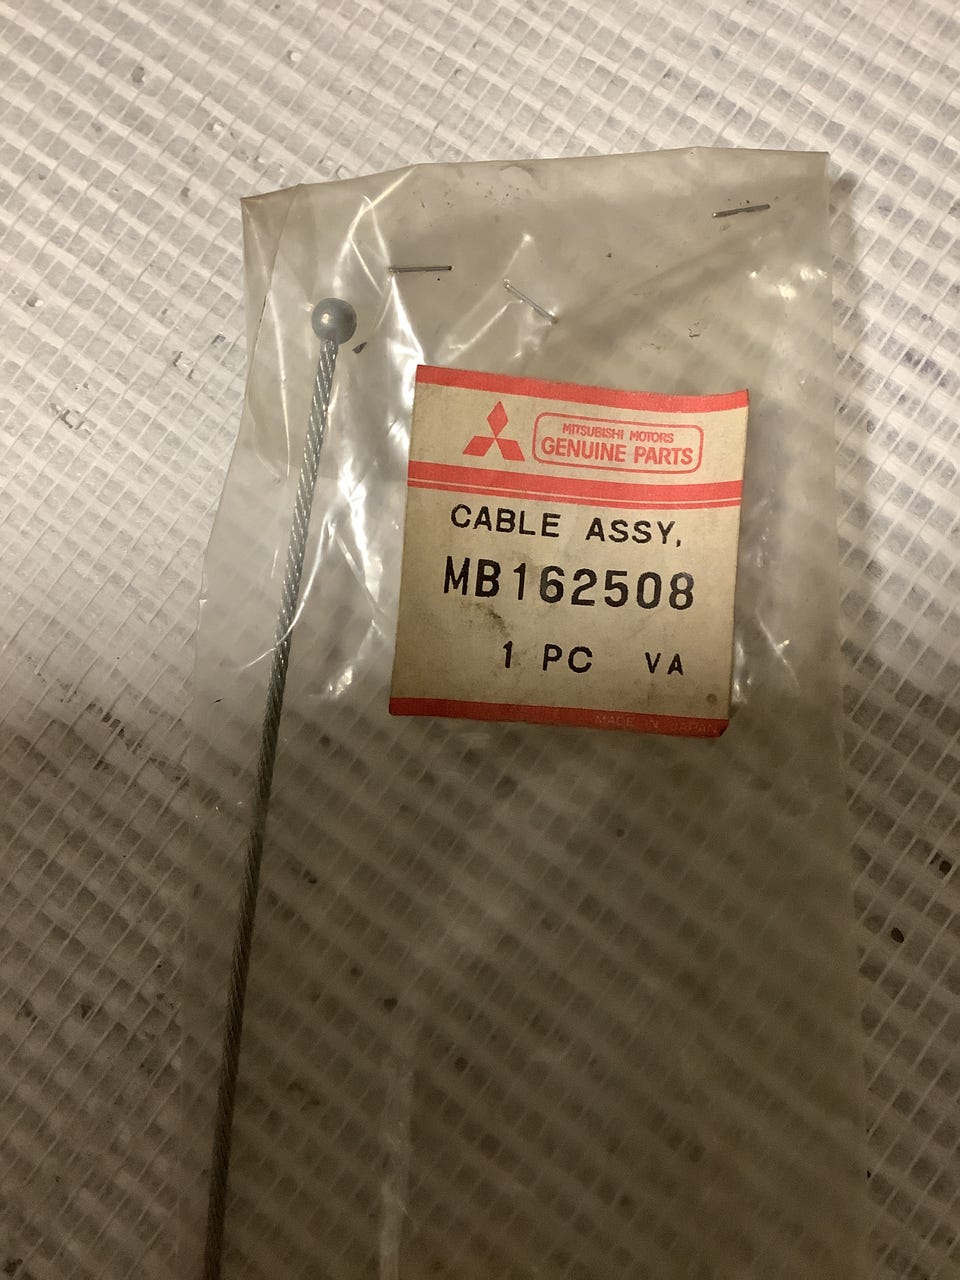 MITSUBISHI MOTORS
GENUINE PARTS
CABLE ASSY,
MB162508
1 PC VA
MADE IN JAPAN